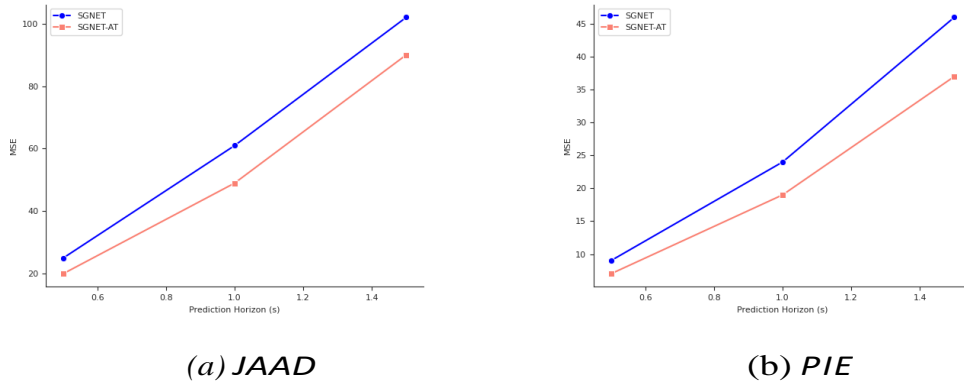 SGNET
SGNET-AT
100
80
60
40
20
MSE
0.6 0.8 1.0 1.2 1.4
Prediction Horizon (s)
(a) JAAD
SGNET
SGNET-AT
45
40
35
30
25
20
15
10
MSE
0.6 0.8 1.0 1.2 1.4
Prediction Horizon (s)
(b) PIE